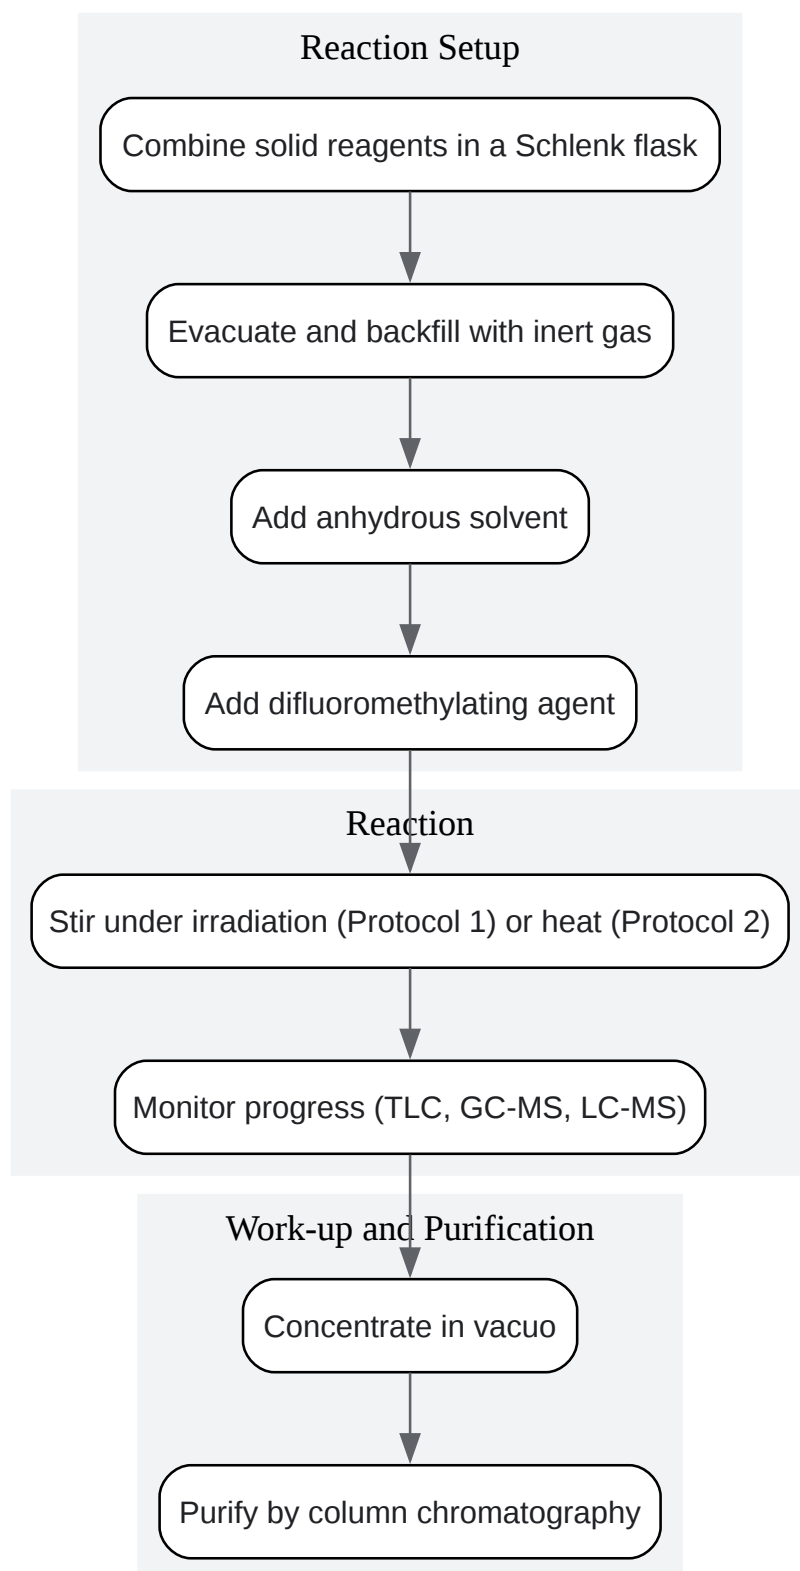 Reaction Setup
Combine solid reagents in a Schlenk flask
Evacuate and backfill with inert gas
Add anhydrous solvent
Add difluoromethylating agent
Reaction
Stir under irradiation (Protocol 1) or heat (Protocol 2)
Monitor progress (TLC, GC-MS, LC-MS)
Work-up and Purification
Concentrate in vacuo
Purify by column chromatography